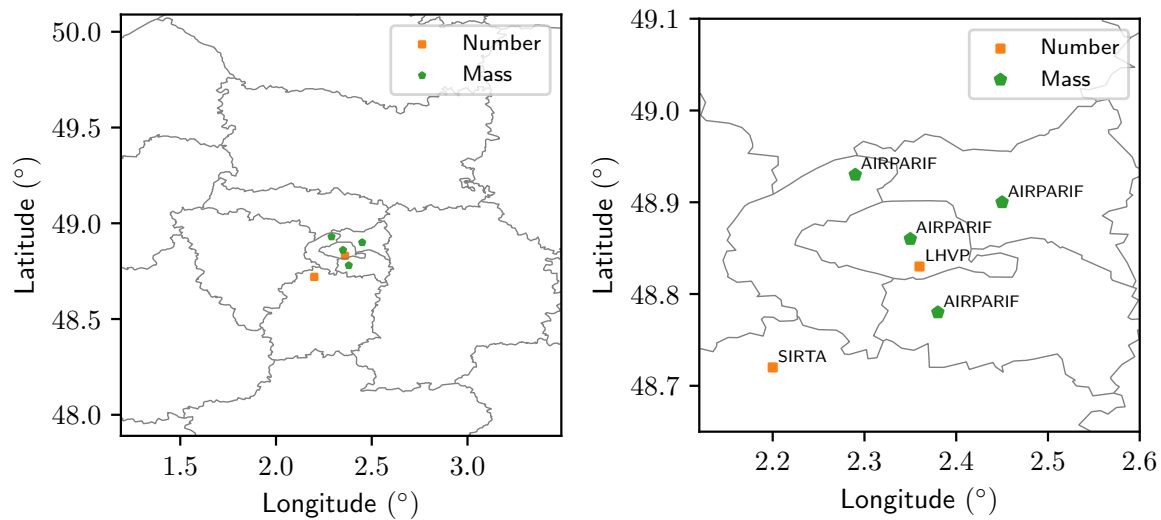 50.0
49.5
49.0
48.5
48.0
Latitude (°)
1.5 2.0 2.5 3.0
Longitude (°)
Number
Mass
49.1
49.0
48.9
48.8
48.7
Latitude (°)
2.2 2.3 2.4 2.5 2.6
Longitude (°)
Number
Mass
AIRPARIF
AIRPARIF
AIRPARIF
LHVP
AIRPARIF
SIRTA